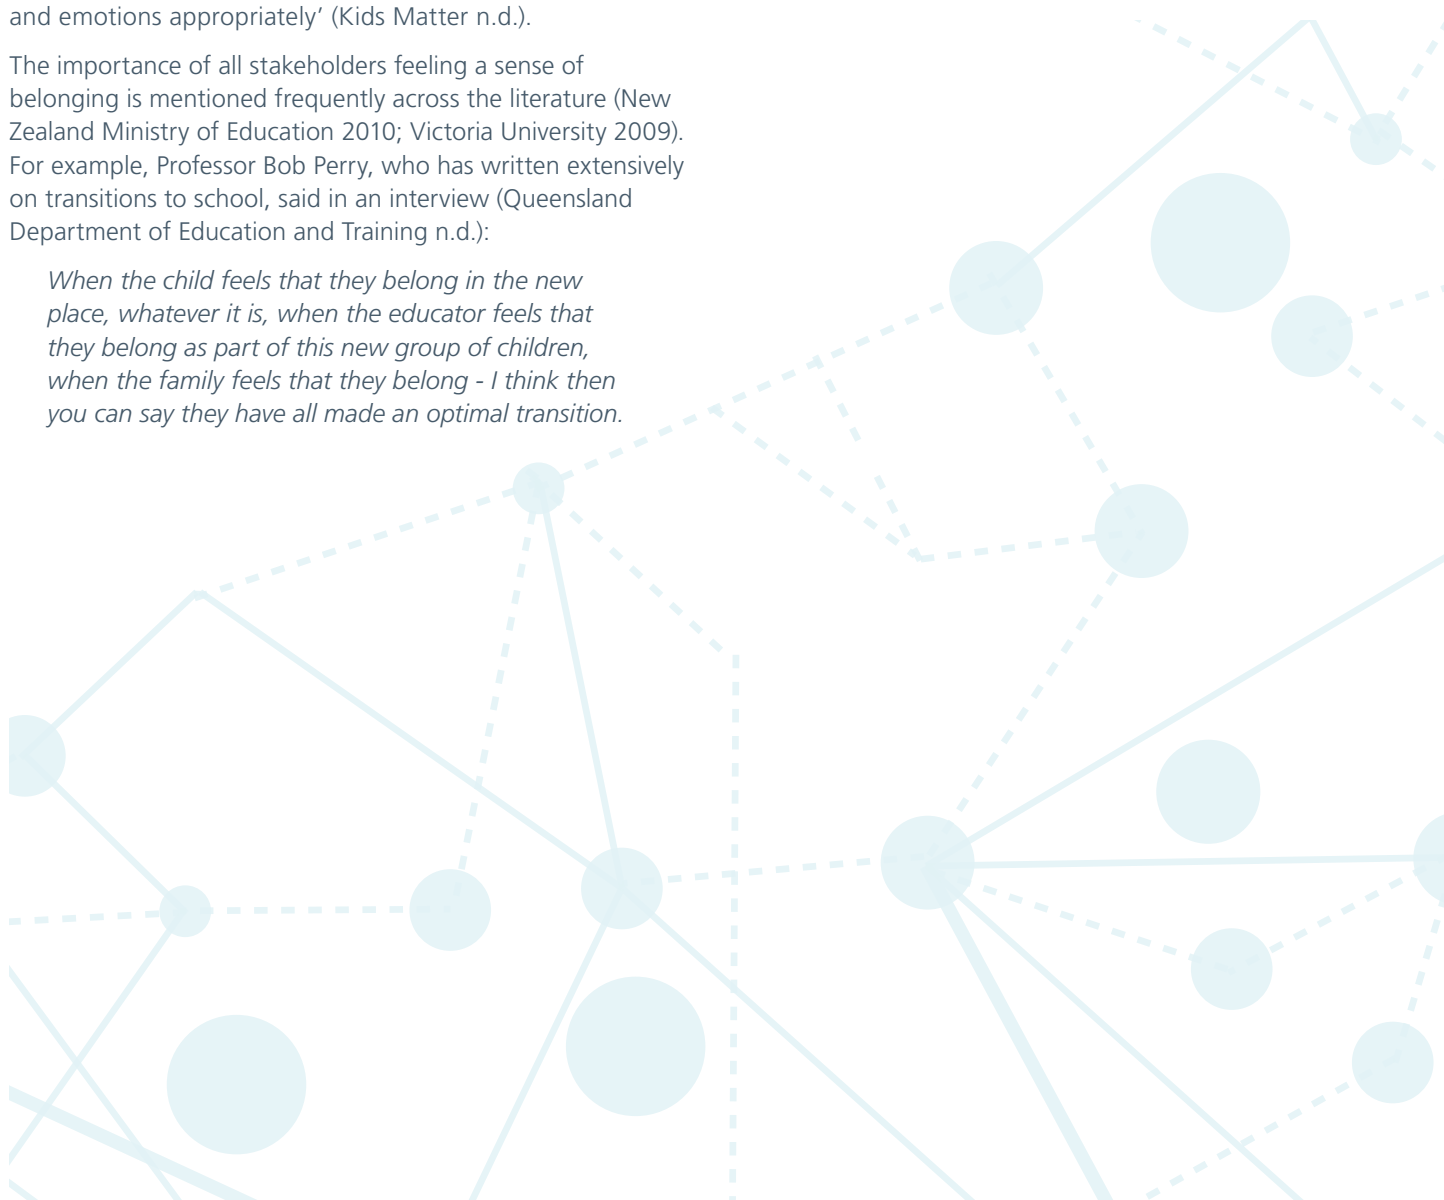 and emotions appropriately’ (Kids Matter n.d.).
The importance of all stakeholders feeling a sense of
belonging is mentioned frequently across the literature (New
Zealand Ministry of Education 2010; Victoria University 2009).
For example, Professor Bob Perry, who has written extensively
on transitions to school, said in an interview (Queensland
Department of Education and Training n.d.):
When the child feels that they belong in the new
place, whatever it is, when the educator feels that
they belong as part of this new group of children,
when the family feels that they belong - I think then
you can say they have all made an optimal transition.